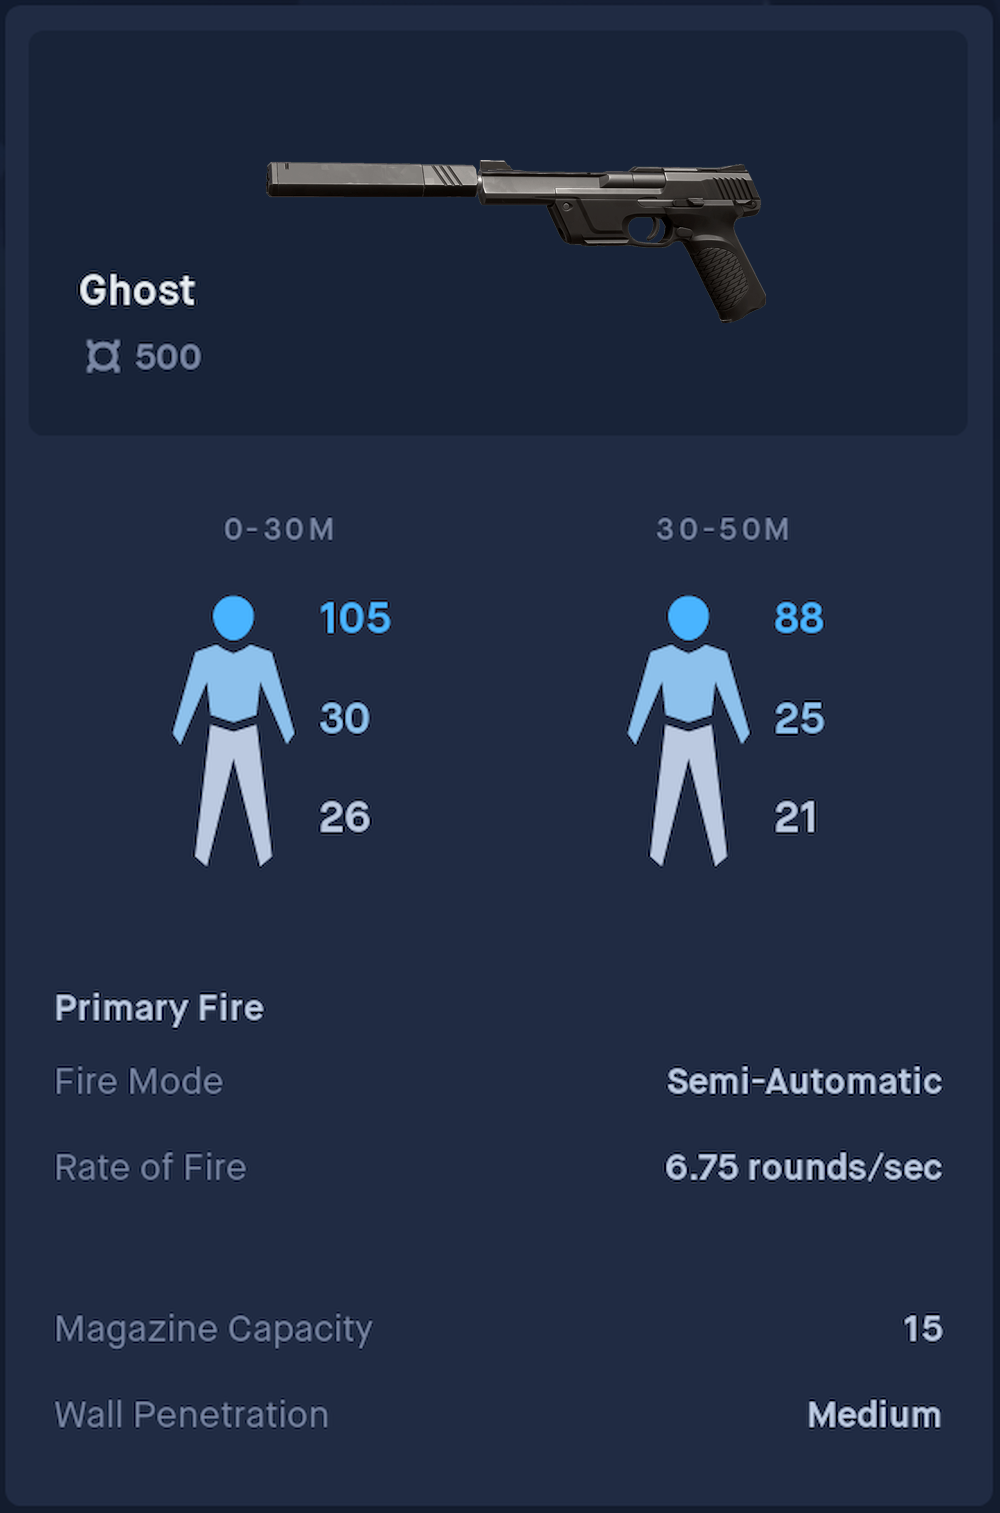 Ghost
¤ 500
0-30M 30-50M
105 88
30 25
26 21
Primary Fire
Fire Mode Semi-Automatic
Rate of Fire 6.75 rounds/sec
Magazine Capacity 15
Wall Penetration Medium